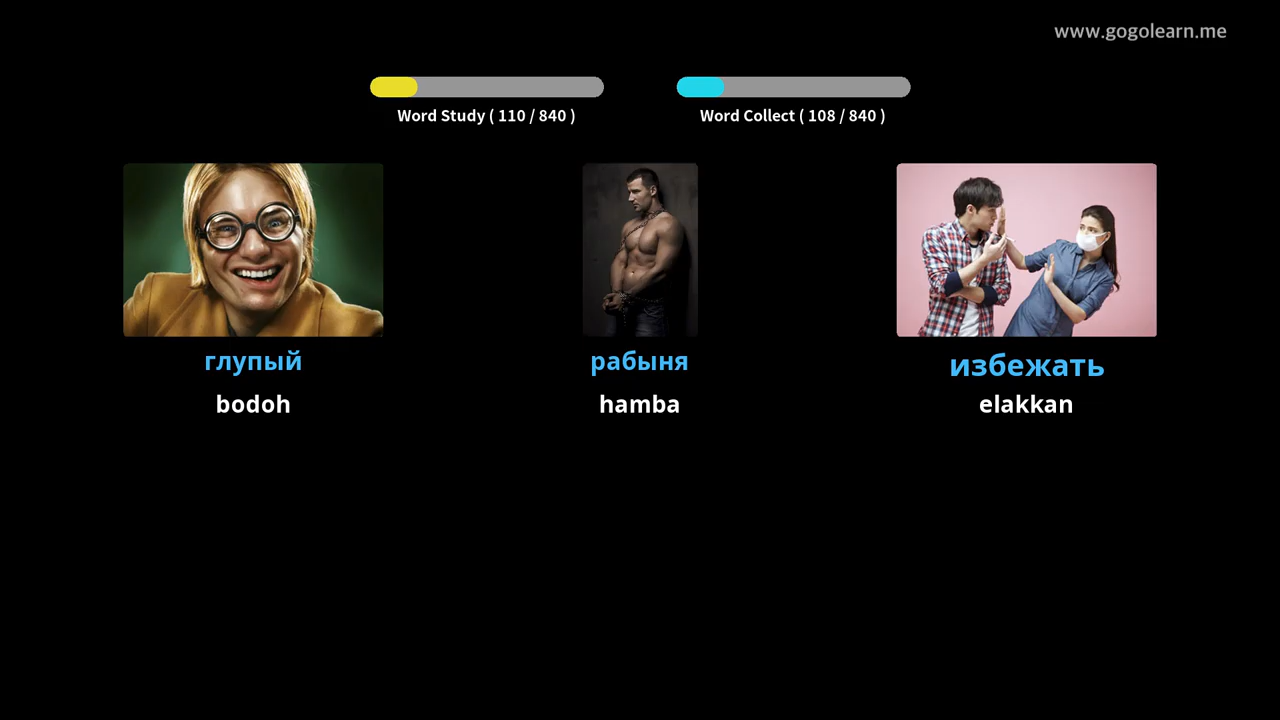 www.gogolearn.me
Word Study ( 110 / 840 )
Word Collect ( 108 / 840 )
глупый
рабыня
избежать
bodoh
hamba
elakkan